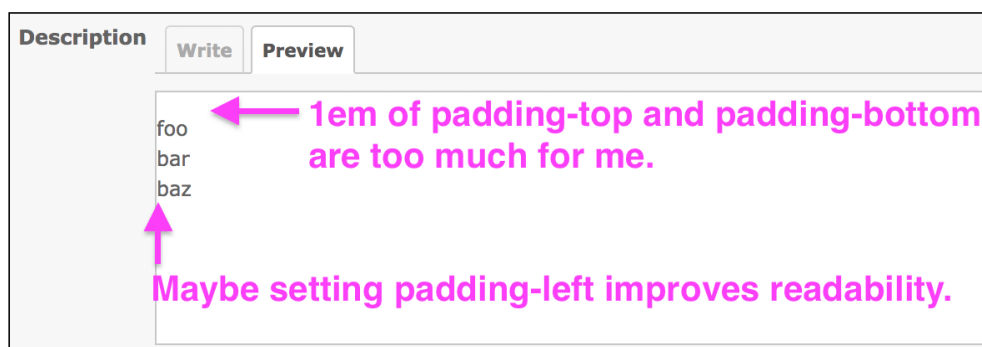 Description Write Preview
1em of padding-top and padding-bottom
foo
are too much for me.
bar
baz
Maybe setting padding-left improves readability.